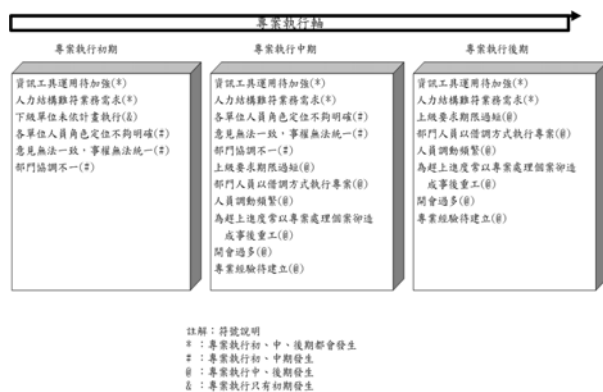 專案執行軸
專案執行初期
資訊工具運用待加強(*)
人力結構難符業務需求(*)
下級單位未依計畫執行(&)
各單位人員角色定位不夠明確(#)
意見無法一致，事權無法統一(#)
部門協調不一(#)
專案執行中期
資訊工具運用待加強(*)
人力結構難符業務需求(*)
各單位人員角色定位不夠明確(#)
意見無法一致，事權無法統一(#)
部門協調不一(#)
上級要求期限過短(@)
部門人員以借調方式執行專案(@)
人員調動頻繁(@)
為趕上進度常以專案處理個案卻造
成事後重工(@)
開會過多(@)
專業經驗待建立(@)
專案執行後期
資訊工具運用待加強(*)
人力結構難符業務需求(*)
上級要求期限過短(@)
部門人員以借調方式執行專案(@)
人員調動頻繁(@)
為趕上進度常以專案處理個案卻造
成事後重工(@)
開會過多(@)
專業經驗待建立(@)
註解：符號說明
* ：專案執行初、中、後期都會發生
# ：專案執行初、中期發生
@ ：專案執行中、後期發生
& ：專案執行只有初期發生